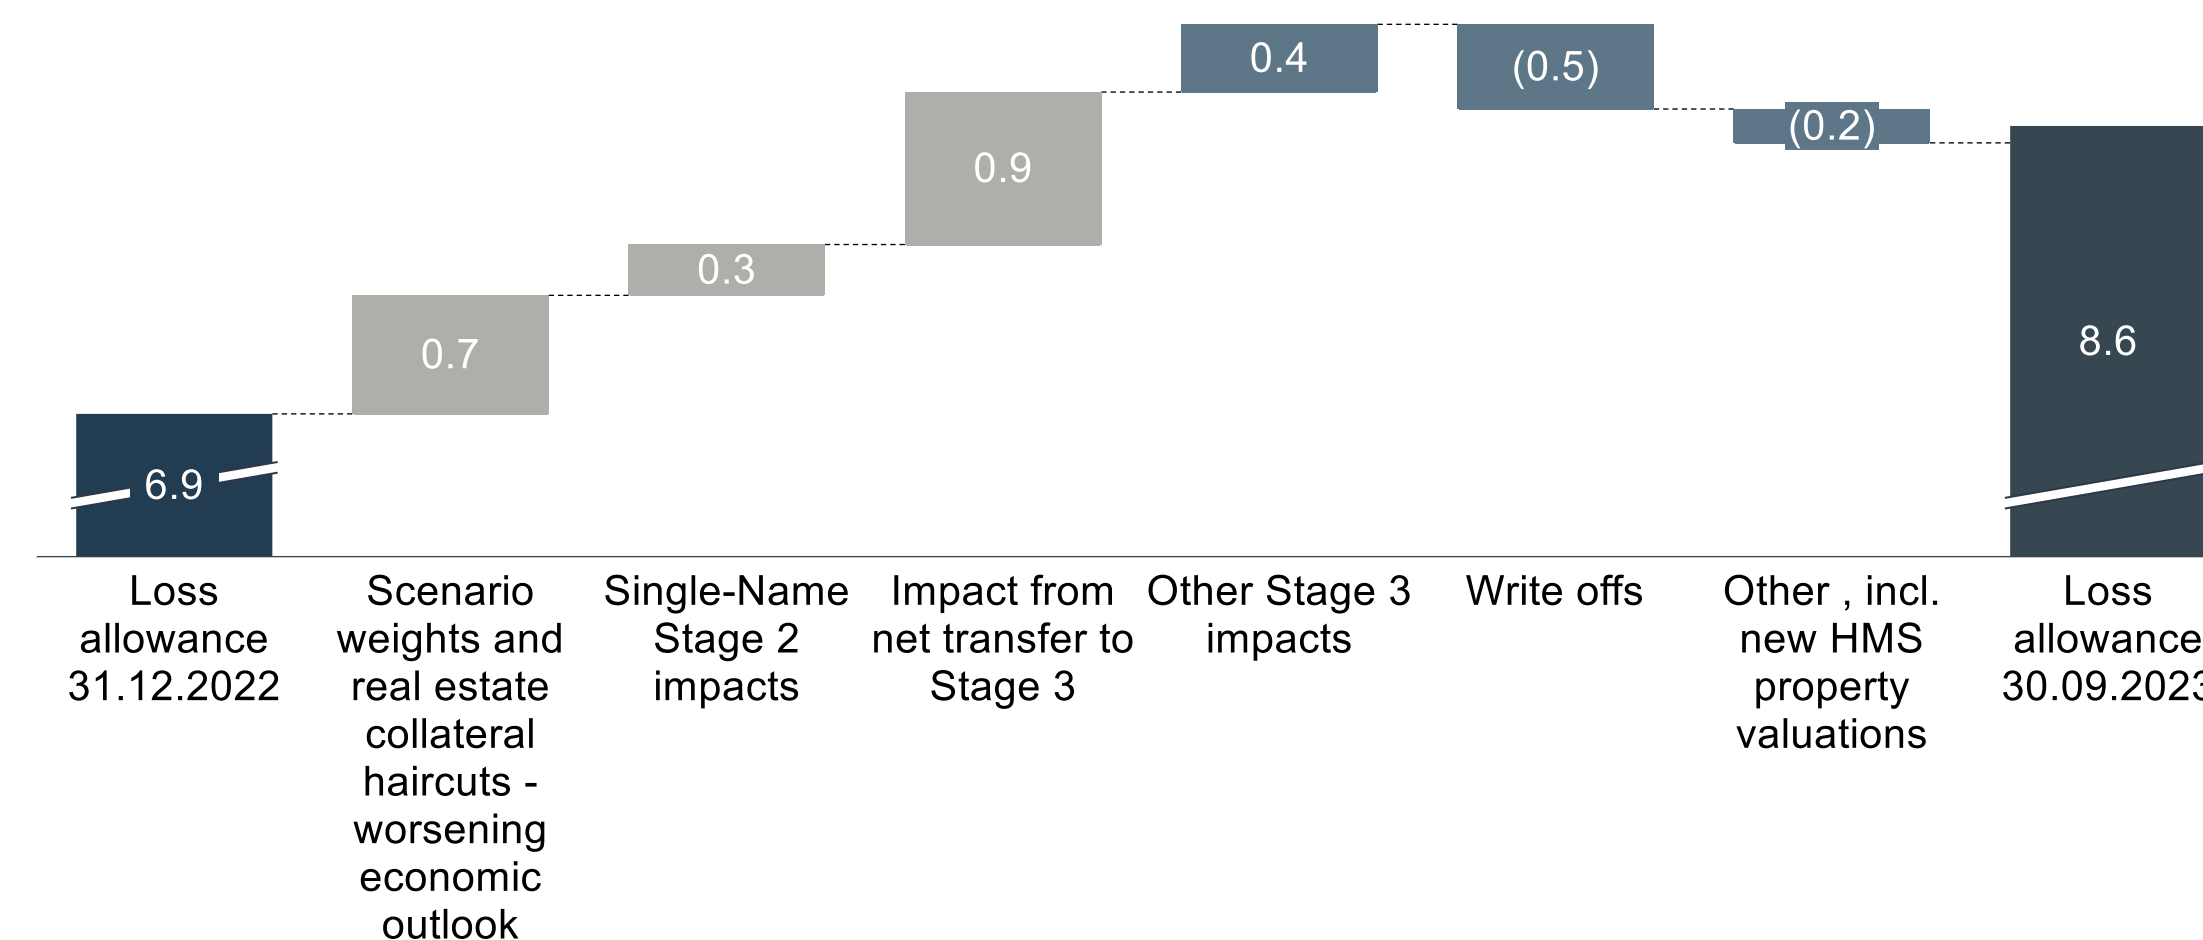 0.4
(0.5)
(0.2)
0.9
0.3
0.7
8.6
6.9
Loss
allowance
31.12.2022
Scenario
weights and
real estate
collateral
haircuts -
worsening
economic
outlook
Single-Name
Stage 2
impacts
Impact from
net transfer to
Stage 3
Other Stage 3
impacts
Write offs
Other , incl.
new HMS
property
valuations
Loss
allowance
30.09.2023